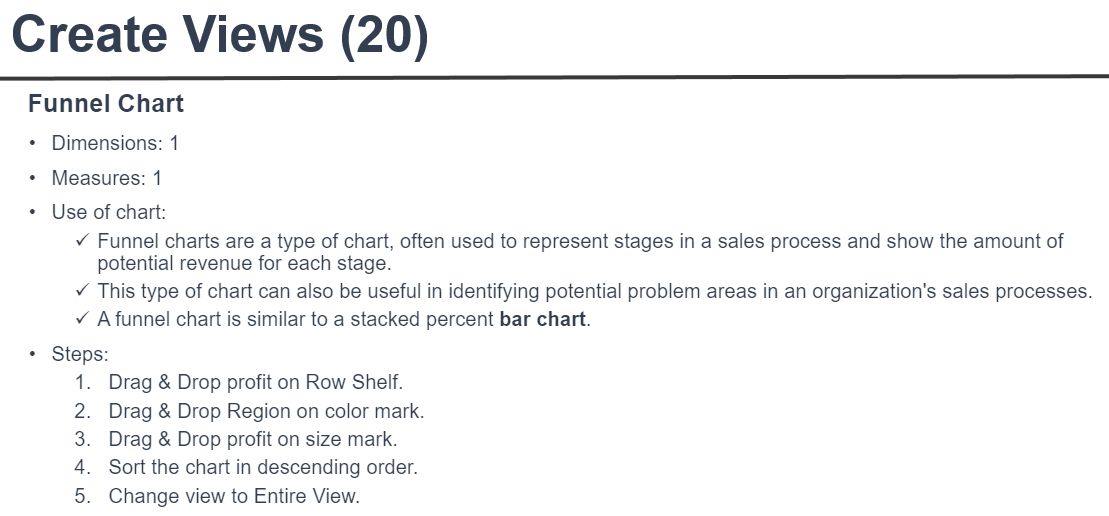 Create Views (20)
Funnel Chart
• Dimensions: 1
• Measures: 1
• Use of chart:
✓ Funnel charts are a type of chart, often used to represent stages in a sales process and show the amount of
potential revenue for each stage.
✓ This type of chart can also be useful in identifying potential problem areas in an organization's sales processes.
✓ A funnel chart is similar to a stacked percent bar chart.
• Steps:
1. Drag & Drop profit on Row Shelf.
2. Drag & Drop Region on color mark.
3. Drag & Drop profit on size mark.
4. Sort the chart in descending order.
5. Change view to Entire View.